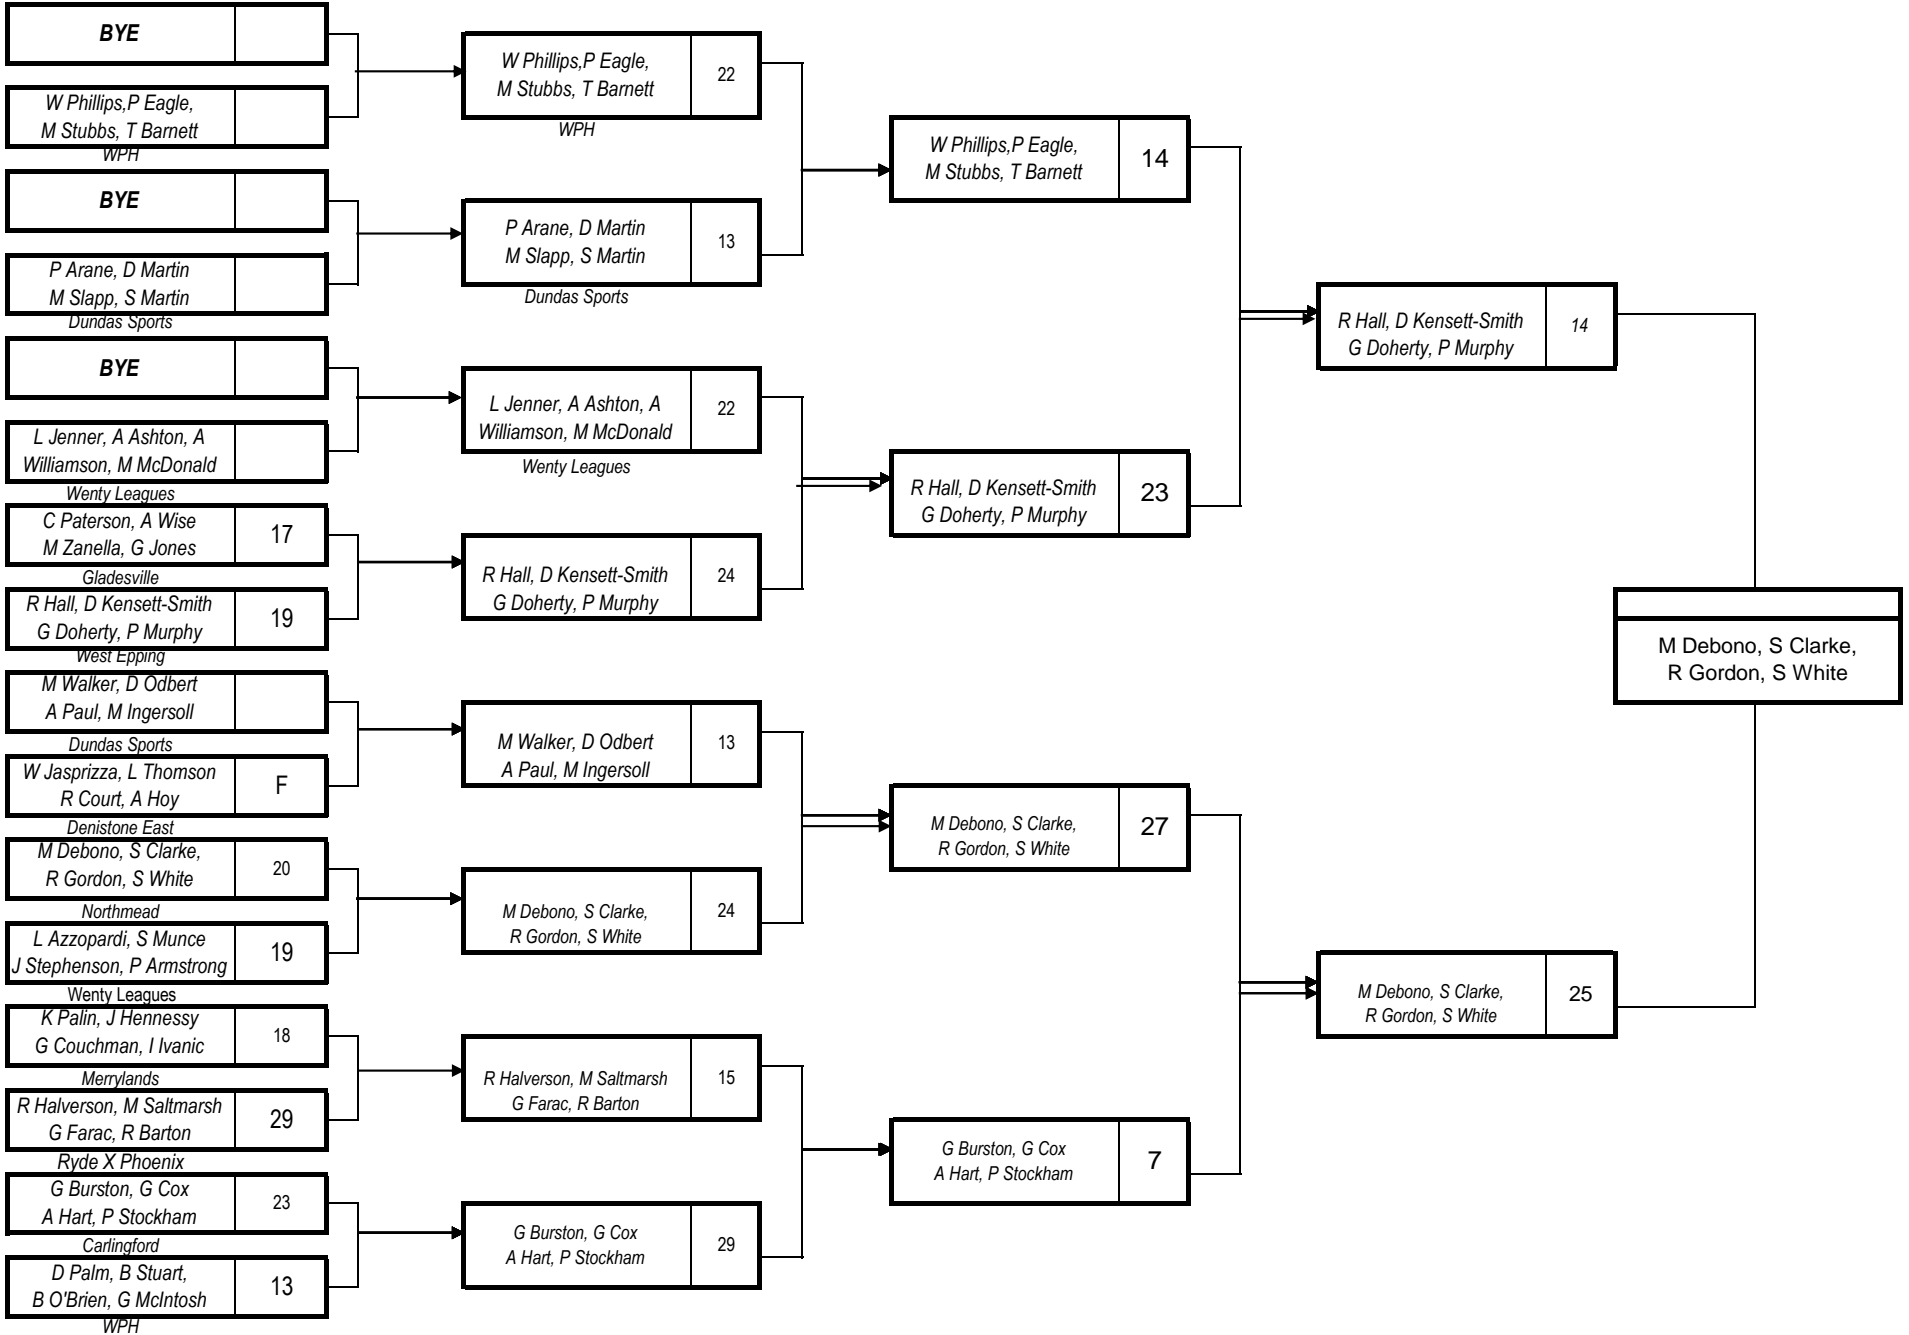 BYE
W Phillips,P Eagle,
M Stubbs, T Barnett
WPH
BYE
P Arane, D Martin
M Slapp, S Martin
Dundas Sports
BYE
L Jenner, A Ashton, A
Williamson, M McDonald
Wenty Leagues
C Paterson, A Wise
M Zanella, G Jones
17
Gladesville
R Hall, D Kensett-Smith
G Doherty, P Murphy
19
West Epping
M Walker, D Odbert
A Paul, M Ingersoll
Dundas Sports
W Jasprizza, L Thomson
R Court, A Hoy
F
Denistone East
M Debono, S Clarke,
R Gordon, S White
20
Northmead
L Azzopardi, S Munce
J Stephenson, P Armstrong
19
Wenty Leagues
K Palin, J Hennessy
G Couchman, I Ivanic
18
Merrylands
R Halverson, M Saltmarsh
G Farac, R Barton
29
Ryde X Phoenix
G Burston, G Cox
A Hart, P Stockham
23
Carlingford
D Palm, B Stuart,
B O'Brien, G McIntosh
13
WPH
W Phillips,P Eagle,
M Stubbs, T Barnett
22
WPH
P Arane, D Martin
M Slapp, S Martin
13
Dundas Sports
L Jenner, A Ashton, A
Williamson, M McDonald
22
Wenty Leagues
R Hall, D Kensett-Smith
G Doherty, P Murphy
24
M Walker, D Odbert
A Paul, M Ingersoll
13
M Debono, S Clarke,
R Gordon, S White
24
R Halverson, M Saltmarsh
G Farac, R Barton
15
G Burston, G Cox
A Hart, P Stockham
29
W Phillips,P Eagle,
M Stubbs, T Barnett
14
R Hall, D Kensett-Smith
G Doherty, P Murphy
23
M Debono, S Clarke,
R Gordon, S White
27
G Burston, G Cox
A Hart, P Stockham
7
R Hall, D Kensett-Smith
G Doherty, P Murphy
14
M Debono, S Clarke,
R Gordon, S White
25
M Debono, S Clarke,
R Gordon, S White